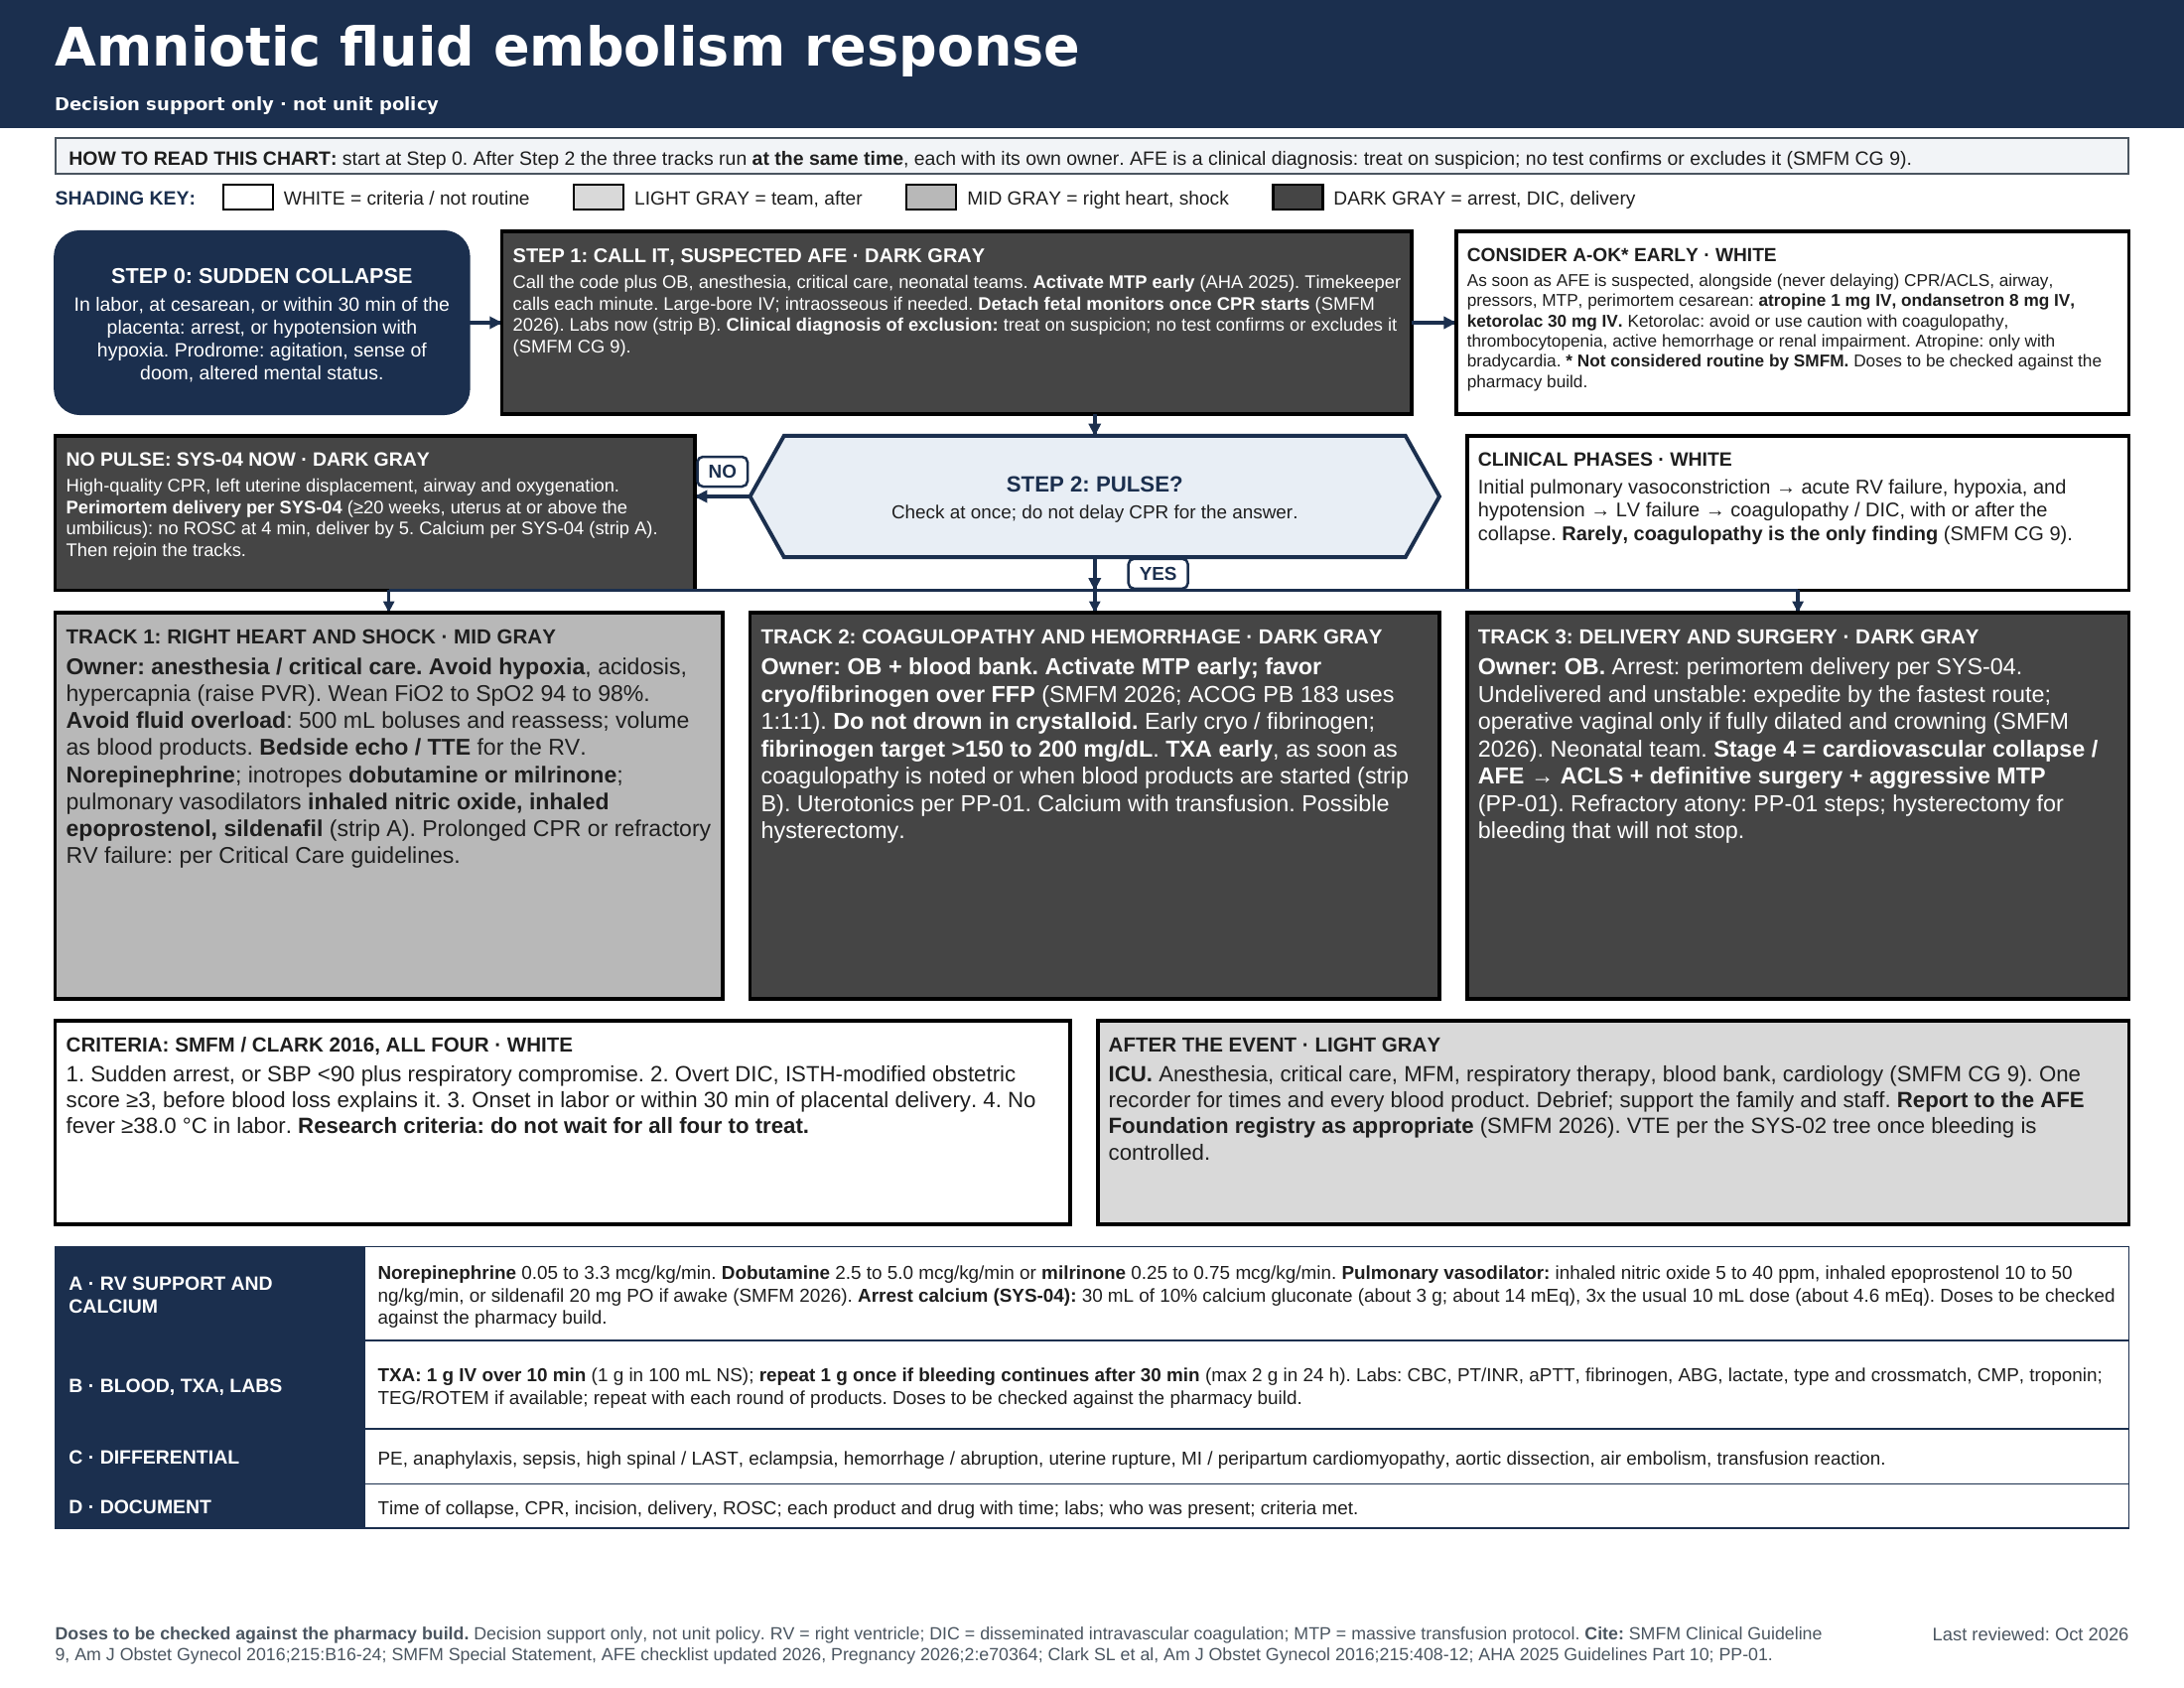 Amniotic fluid embolism response
Decision support only · not unit policy
HOW TO READ THIS CHART: start at Step 0. After Step 2 the three tracks run at the same time, each with its own owner. AFE is a clinical diagnosis: treat on suspicion; no test confirms or excludes it (SMFM CG 9).
SHADING KEY:
WHITE = criteria / not routine
LIGHT GRAY = team, after
MID GRAY = right heart, shock
DARK GRAY = arrest, DIC, delivery
STEP 0: SUDDEN COLLAPSE
In labor, at cesarean, or within 30 min of the
placenta: arrest, or hypotension with
hypoxia. Prodrome: agitation, sense of
doom, altered mental status.
STEP 1: CALL IT, SUSPECTED AFE · DARK GRAY
Call the code plus OB, anesthesia, critical care, neonatal teams. Activate MTP early (AHA 2025). Timekeeper
calls each minute. Large-bore IV; intraosseous if needed. Detach fetal monitors once CPR starts (SMFM
2026). Labs now (strip B). Clinical diagnosis of exclusion: treat on suspicion; no test confirms or excludes it
(SMFM CG 9).
CONSIDER A-OK* EARLY · WHITE
As soon as AFE is suspected, alongside (never delaying) CPR/ACLS, airway,
pressors, MTP, perimortem cesarean: atropine 1 mg IV, ondansetron 8 mg IV,
ketorolac 30 mg IV. Ketorolac: avoid or use caution with coagulopathy,
thrombocytopenia, active hemorrhage or renal impairment. Atropine: only with
bradycardia. * Not considered routine by SMFM. Doses to be checked against the
pharmacy build.
NO PULSE: SYS-04 NOW · DARK GRAY
High-quality CPR, left uterine displacement, airway and oxygenation.
Perimortem delivery per SYS-04 (≥20 weeks, uterus at or above the
umbilicus): no ROSC at 4 min, deliver by 5. Calcium per SYS-04 (strip A).
Then rejoin the tracks.
NO
STEP 2: PULSE?
Check at once; do not delay CPR for the answer.
YES
CLINICAL PHASES · WHITE
Initial pulmonary vasoconstriction → acute RV failure, hypoxia, and
hypotension → LV failure → coagulopathy / DIC, with or after the
collapse. Rarely, coagulopathy is the only finding (SMFM CG 9).
TRACK 1: RIGHT HEART AND SHOCK · MID GRAY
Owner: anesthesia / critical care. Avoid hypoxia, acidosis,
hypercapnia (raise PVR). Wean FiO2 to SpO2 94 to 98%.
Avoid fluid overload: 500 mL boluses and reassess; volume
as blood products. Bedside echo / TTE for the RV.
Norepinephrine; inotropes dobutamine or milrinone;
pulmonary vasodilators inhaled nitric oxide, inhaled
epoprostenol, sildenafil (strip A). Prolonged CPR or refractory
RV failure: per Critical Care guidelines.
TRACK 2: COAGULOPATHY AND HEMORRHAGE · DARK GRAY
Owner: OB + blood bank. Activate MTP early; favor
cryo/fibrinogen over FFP (SMFM 2026; ACOG PB 183 uses
1:1:1). Do not drown in crystalloid. Early cryo / fibrinogen;
fibrinogen target >150 to 200 mg/dL. TXA early, as soon as
coagulopathy is noted or when blood products are started (strip
B). Uterotonics per PP-01. Calcium with transfusion. Possible
hysterectomy.
TRACK 3: DELIVERY AND SURGERY · DARK GRAY
Owner: OB. Arrest: perimortem delivery per SYS-04.
Undelivered and unstable: expedite by the fastest route;
operative vaginal only if fully dilated and crowning (SMFM
2026). Neonatal team. Stage 4 = cardiovascular collapse /
AFE → ACLS + definitive surgery + aggressive MTP
(PP-01). Refractory atony: PP-01 steps; hysterectomy for
bleeding that will not stop.
CRITERIA: SMFM / CLARK 2016, ALL FOUR · WHITE
1. Sudden arrest, or SBP <90 plus respiratory compromise. 2. Overt DIC, ISTH-modified obstetric
score ≥3, before blood loss explains it. 3. Onset in labor or within 30 min of placental delivery. 4. No
fever ≥38.0 °C in labor. Research criteria: do not wait for all four to treat.
AFTER THE EVENT · LIGHT GRAY
ICU. Anesthesia, critical care, MFM, respiratory therapy, blood bank, cardiology (SMFM CG 9). One
recorder for times and every blood product. Debrief; support the family and staff. Report to the AFE
Foundation registry as appropriate (SMFM 2026). VTE per the SYS-02 tree once bleeding is
controlled.
A · RV SUPPORT AND
CALCIUM
Norepinephrine 0.05 to 3.3 mcg/kg/min. Dobutamine 2.5 to 5.0 mcg/kg/min or milrinone 0.25 to 0.75 mcg/kg/min. Pulmonary vasodilator: inhaled nitric oxide 5 to 40 ppm, inhaled epoprostenol 10 to 50
ng/kg/min, or sildenafil 20 mg PO if awake (SMFM 2026). Arrest calcium (SYS-04): 30 mL of 10% calcium gluconate (about 3 g; about 14 mEq), 3x the usual 10 mL dose (about 4.6 mEq). Doses to be checked
against the pharmacy build.
B · BLOOD, TXA, LABS
TXA: 1 g IV over 10 min (1 g in 100 mL NS); repeat 1 g once if bleeding continues after 30 min (max 2 g in 24 h). Labs: CBC, PT/INR, aPTT, fibrinogen, ABG, lactate, type and crossmatch, CMP, troponin;
TEG/ROTEM if available; repeat with each round of products. Doses to be checked against the pharmacy build.
C · DIFFERENTIAL
PE, anaphylaxis, sepsis, high spinal / LAST, eclampsia, hemorrhage / abruption, uterine rupture, MI / peripartum cardiomyopathy, aortic dissection, air embolism, transfusion reaction.
D · DOCUMENT
Time of collapse, CPR, incision, delivery, ROSC; each product and drug with time; labs; who was present; criteria met.
Doses to be checked against the pharmacy build. Decision support only, not unit policy. RV = right ventricle; DIC = disseminated intravascular coagulation; MTP = massive transfusion protocol. Cite: SMFM Clinical Guideline
9, Am J Obstet Gynecol 2016;215:B16-24; SMFM Special Statement, AFE checklist updated 2026, Pregnancy 2026;2:e70364; Clark SL et al, Am J Obstet Gynecol 2016;215:408-12; AHA 2025 Guidelines Part 10; PP-01.
Last reviewed: Oct 2026